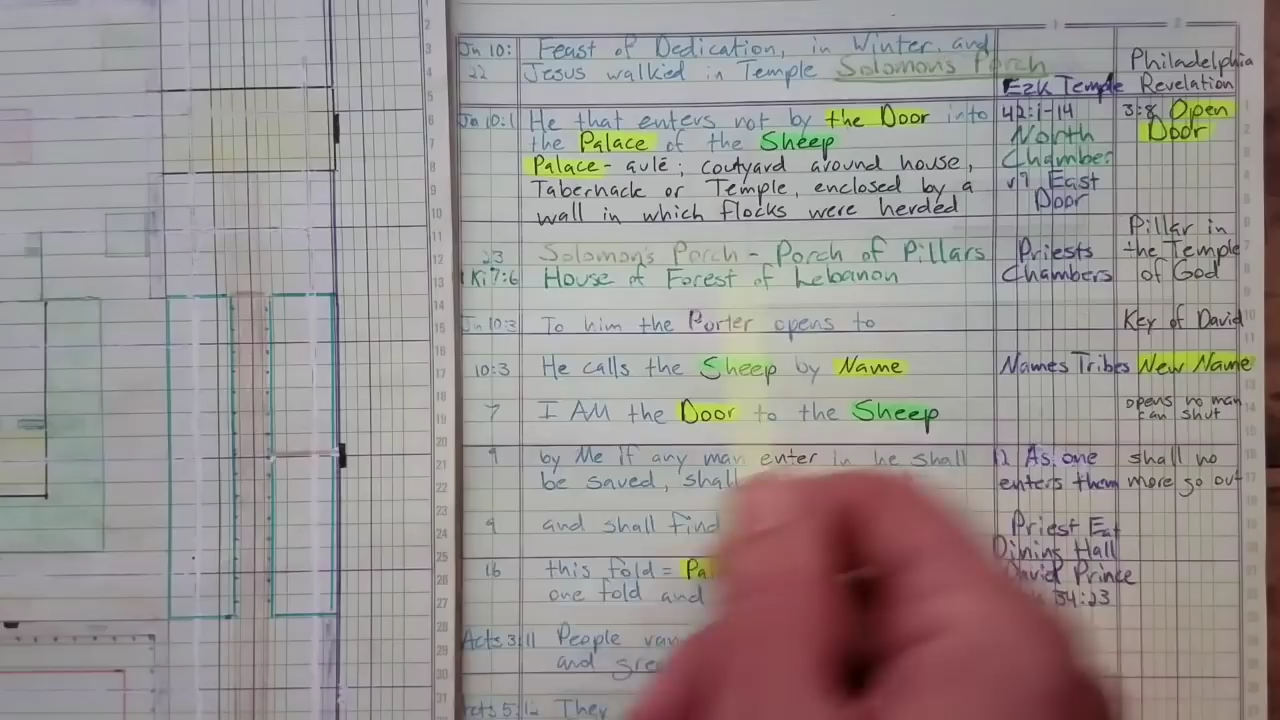 Jn 10: Feast of Dedication, in Winter, and
22 Jesus walked in Temple Solomons Porch
Philadelphia
Ezk Temple Revelation
Jn 10:1 He that enters not by the Door into 42:1-14 3:8 Open
the Palace of the Sheep North Door
Palace - aulē; coutyard around house, Chamber
Tabernack or Temple, enclosed by a v9 East
wall in which flocks were herded Door
Pillar in
23 Solomon's Porch - Porch of Pillars Priests the Temple
1Ki 7:6 House of Forest of Lebanon Chambers of God
Jn 10:3 To him the Porter opens to Key of David
10:3 He calls the Sheep by Name Names Tribes New Name
7 I AM the Door to the Sheep opens no man
can shut
9 by Me if any man enter in he shall 12 As one shall no
be saved, shall enters them more go out
9 and shall find Priest Eat
Dining Hall
16 this fold = Pa David Prince
one fold and 34:23
Acts 3:11 People ran
and gre
Acts 5:12 They